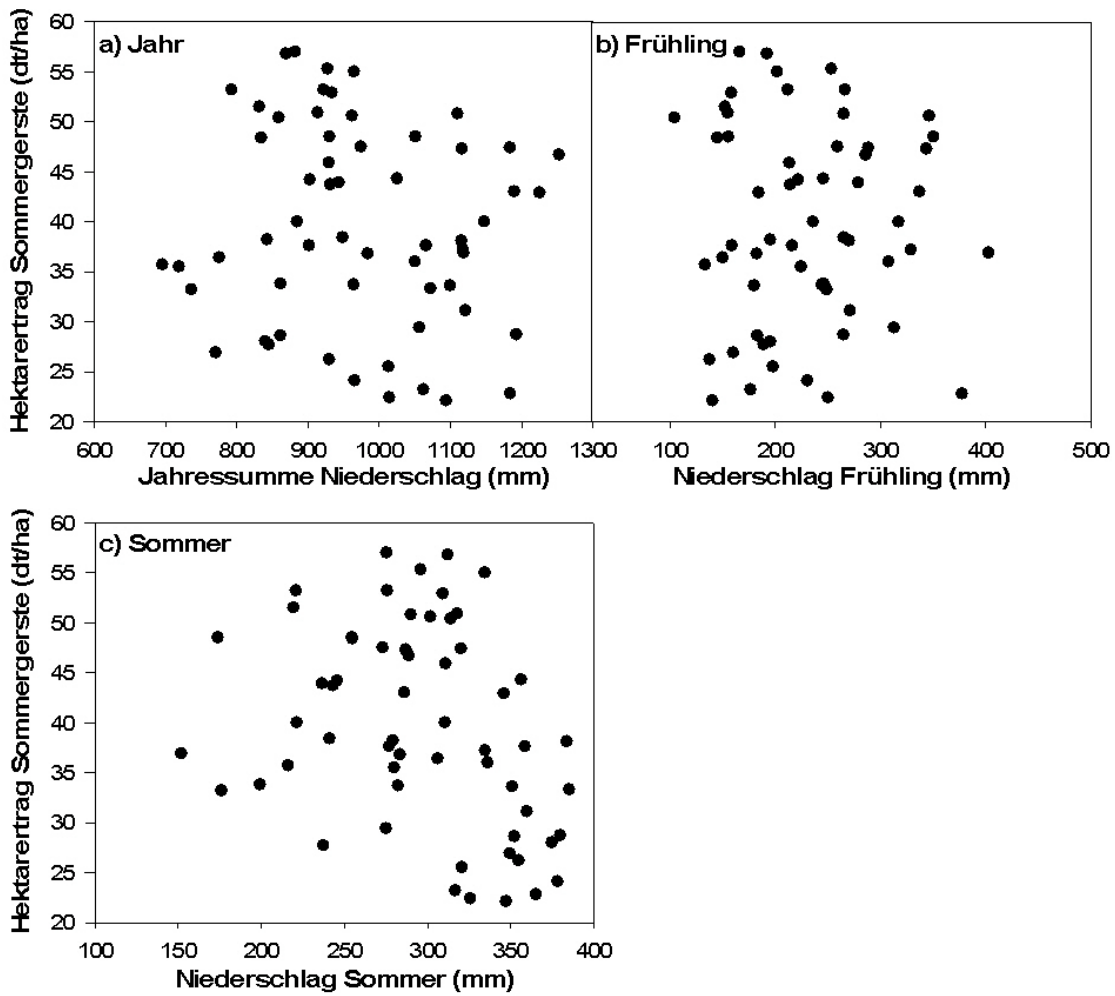 Hektarertrag Sommergerste (dt/ha)
60
55
50
45
40
35
30
25
20
a) Jahr
600 700 800 900 1000 1100 1200 1300
Jahressumme Niederschlag (mm)
b) Frühling
100 200 300 400 500
Niederschlag Frühling (mm)
Hektarertrag Sommergerste (dt/ha)
60
55
50
45
40
35
30
25
20
c) Sommer
100 150 200 250 300 350 400
Niederschlag Sommer (mm)